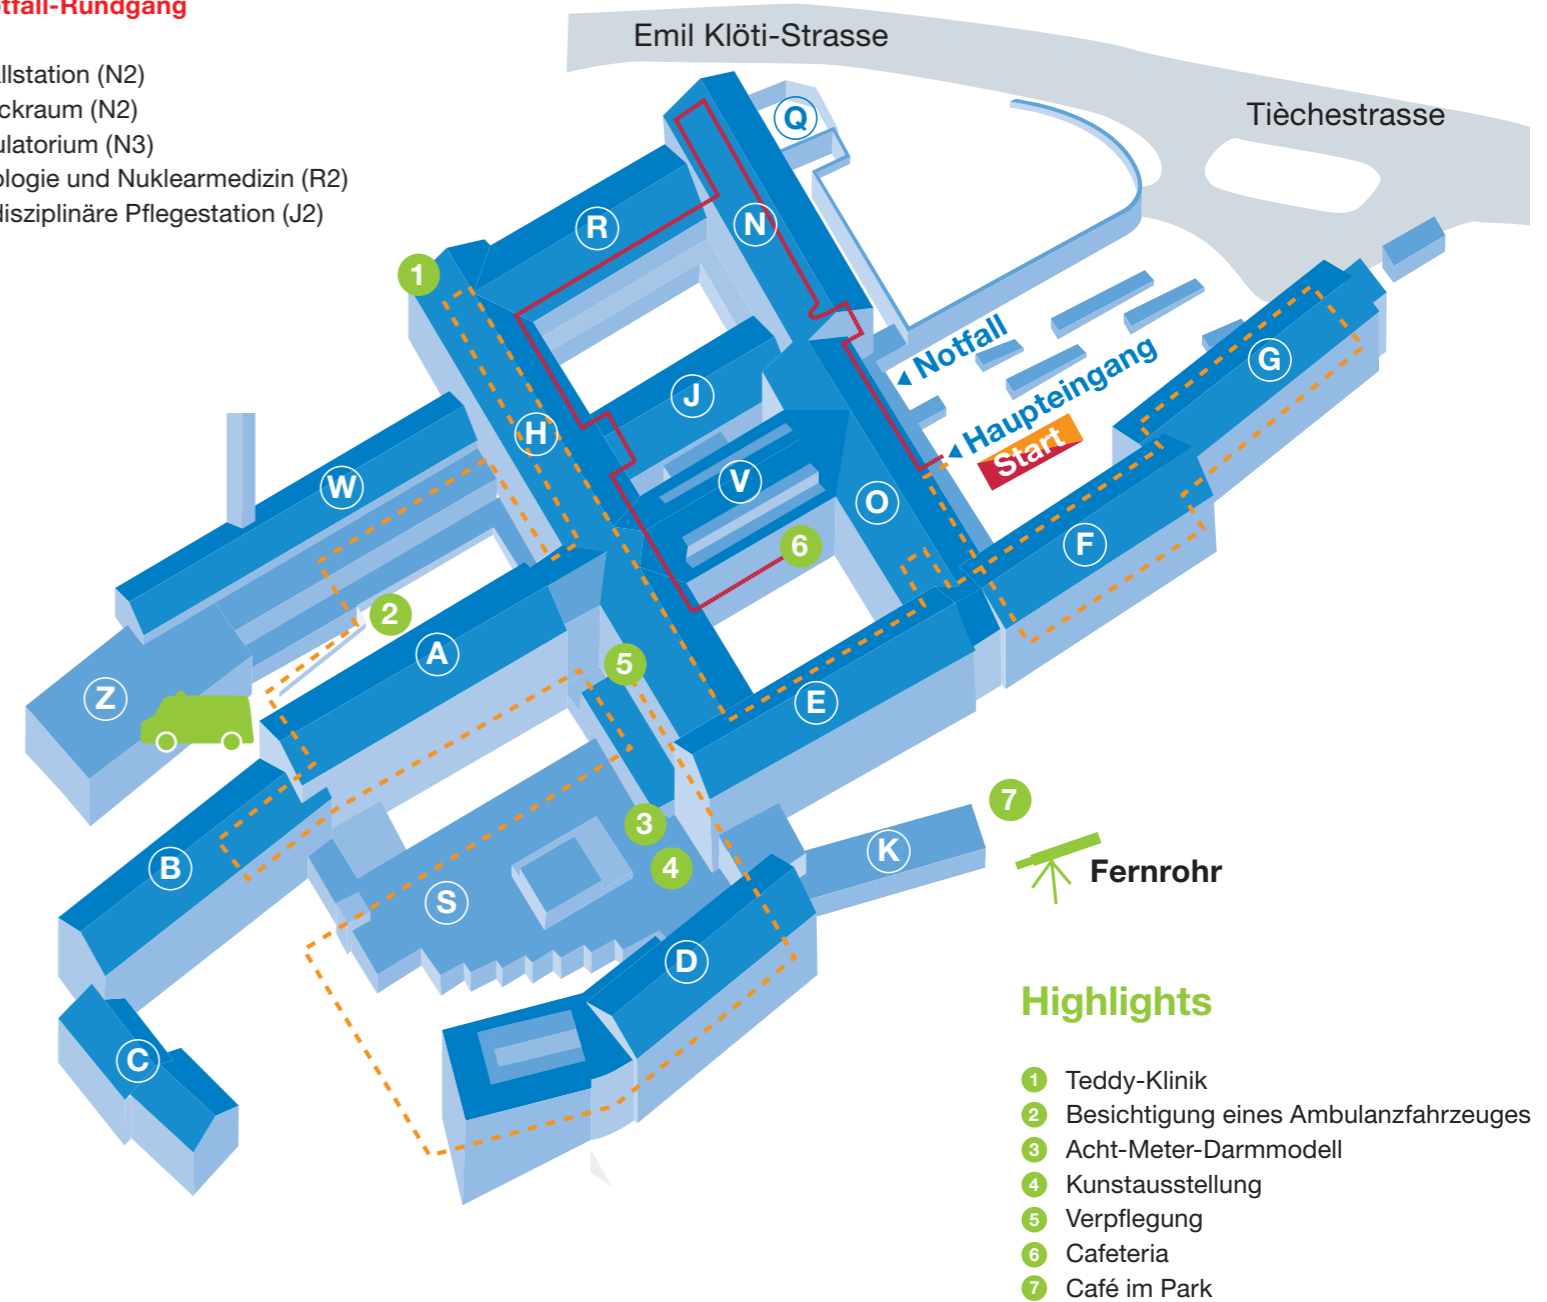 tfall-Rundgang
llstation (N2)
ckraum (N2)
ulatorium (N3)
ologie und Nuklearmedizin (R2)
disziplinäre Pflegestation (J2)
Emil Klöti-Strasse
Tièchestrasse
Q
R
N
1
Notfall
G
J
Haupteingang
Start
H
W
V
O
6
F
2
A
5
Z
E
7
3
K
4
B
Fernrohr
S
D
C
Highlights
1 Teddy-Klinik
2 Besichtigung eines Ambulanzfahrzeuges
3 Acht-Meter-Darmmodell
4 Kunstausstellung
5 Verpflegung
6 Cafeteria
7 Café im Park